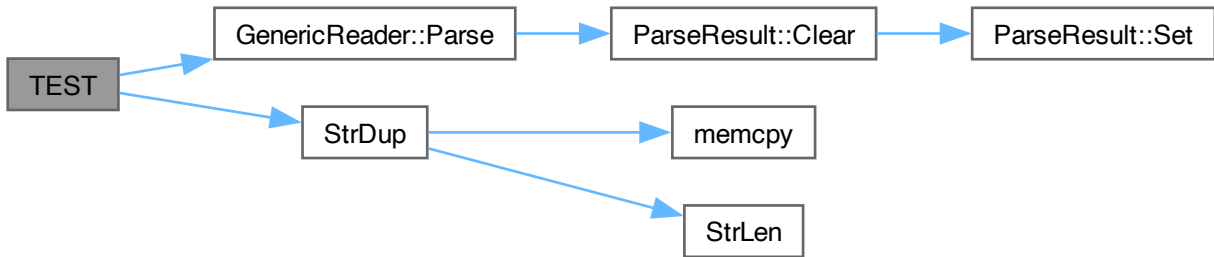 GenericReader::Parse
ParseResult::Clear
ParseResult::Set
TEST
StrDup
memcpy
StrLen